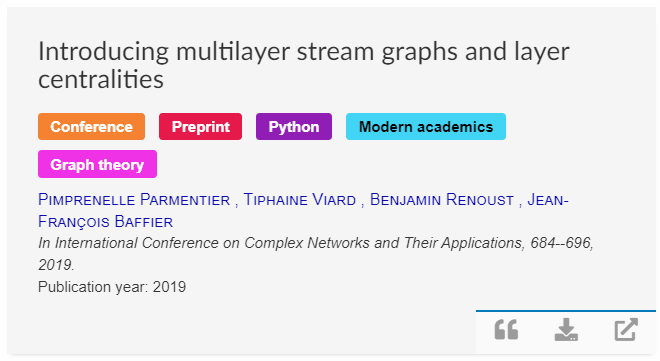 Introducing multilayer stream graphs and layer
centralities
Conference Preprint Python Modern academics
Graph theory
PIMPRENELLE PARMENTIER , TIPHAINE VIARD , BENJAMIN RENOUST , JEAN-
FRANÇOIS BAFFIER
In International Conference on Complex Networks and Their Applications, 684--696,
2019.
Publication year: 2019